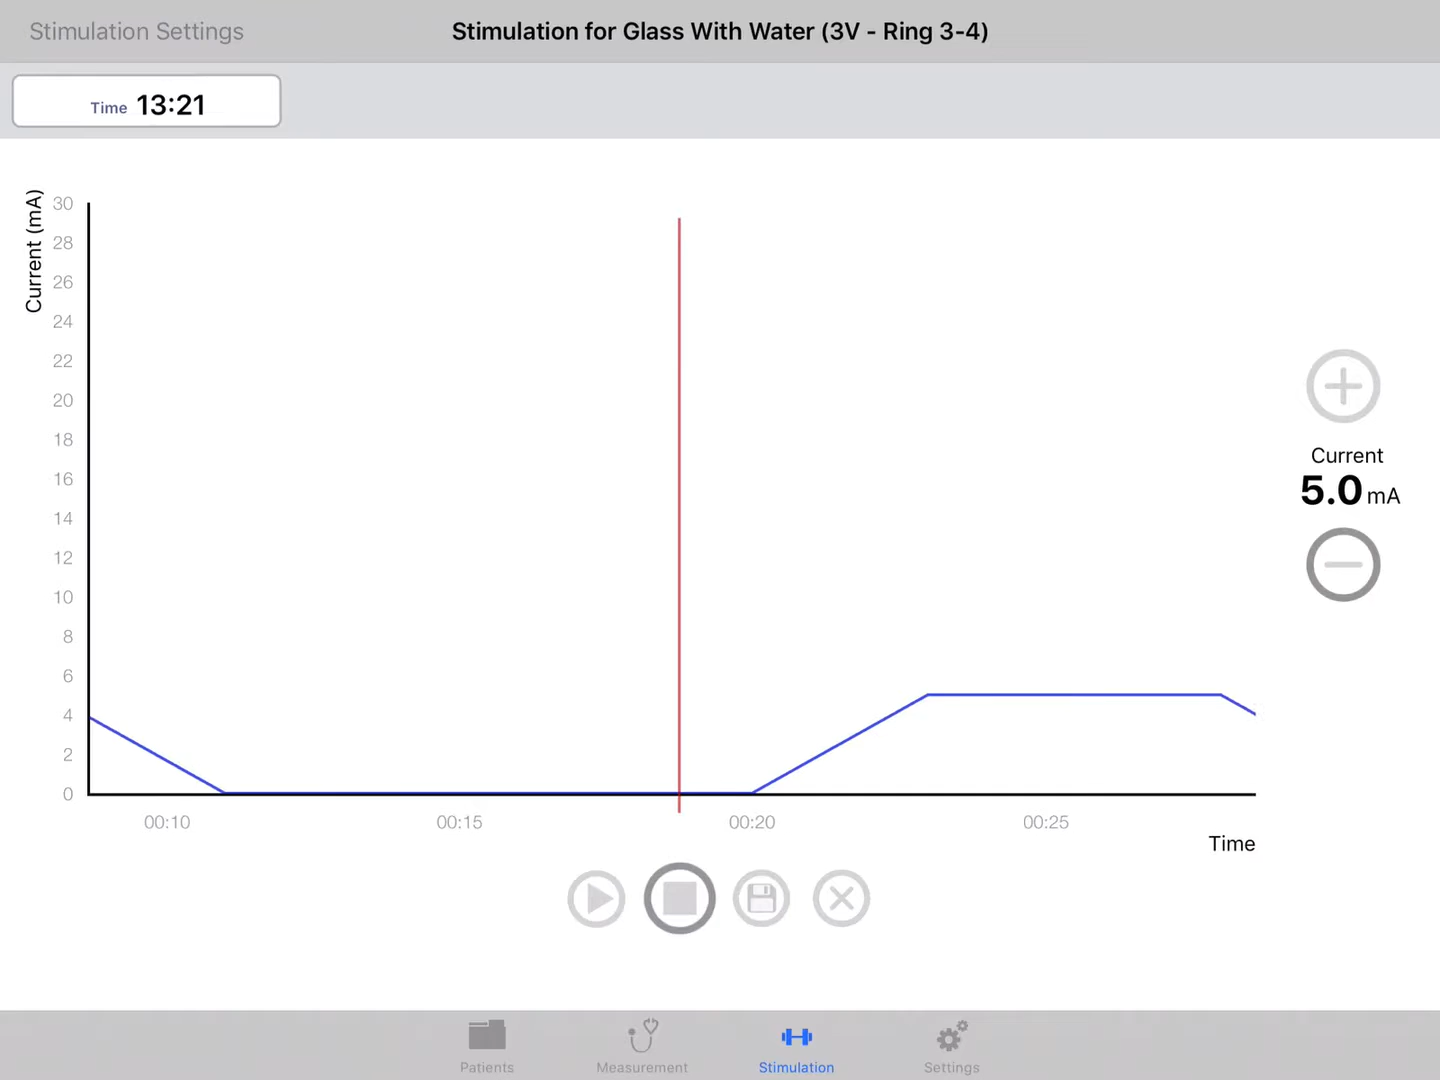 Stimulation Settings
Stimulation for Glass With Water (3V - Ring 3-4)
Time 13:21
Current (mA)
30
28
26
24
22
20
18
16
14
12
10
8
6
4
2
0
00:10 00:15 00:20 00:25
Time
Current
5.0 mA
Patients Measurement Stimulation Settings